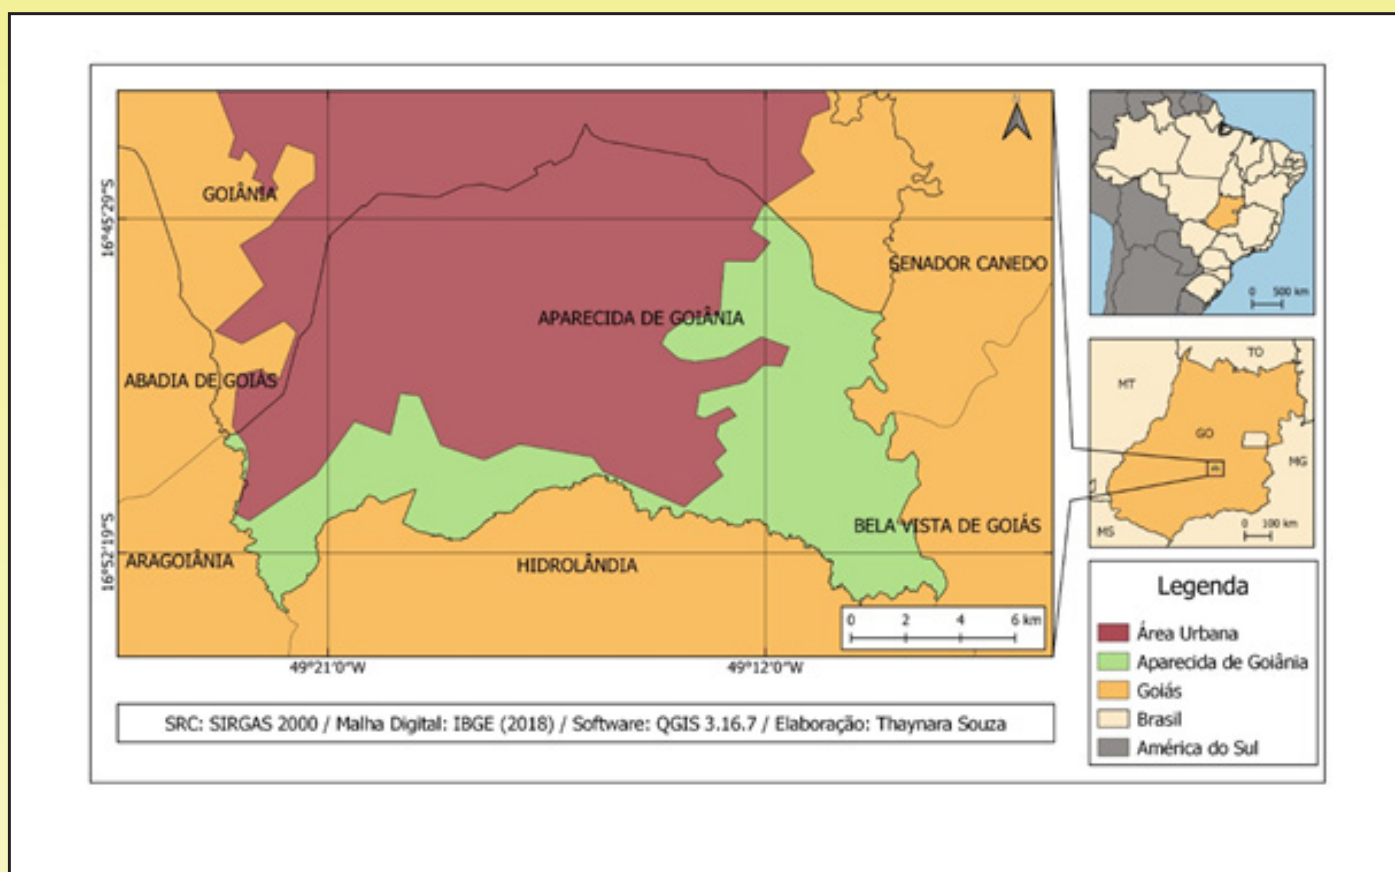 GOIÂNIA
SENADOR CANEDO
APARECIDA DE GOIÂNIA
ABADIA DE GOIÁS
BELA VISTA DE GOIÁS
ARAGOIÂNIA
HIDROLÂNDIA
16°45'29"S
16°52'19"S
49°21'0"W
49°12'0"W
0 2 4 6 km
0 500 km
TO
MT
GO
MG
MS
0 100 km
Legenda
Área Urbana
Aparecida de Goiânia
Goiás
Brasil
América do Sul
SRC: SIRGAS 2000 / Malha Digital: IBGE (2018) / Software: QGIS 3.16.7 / Elaboração: Thaynara Souza